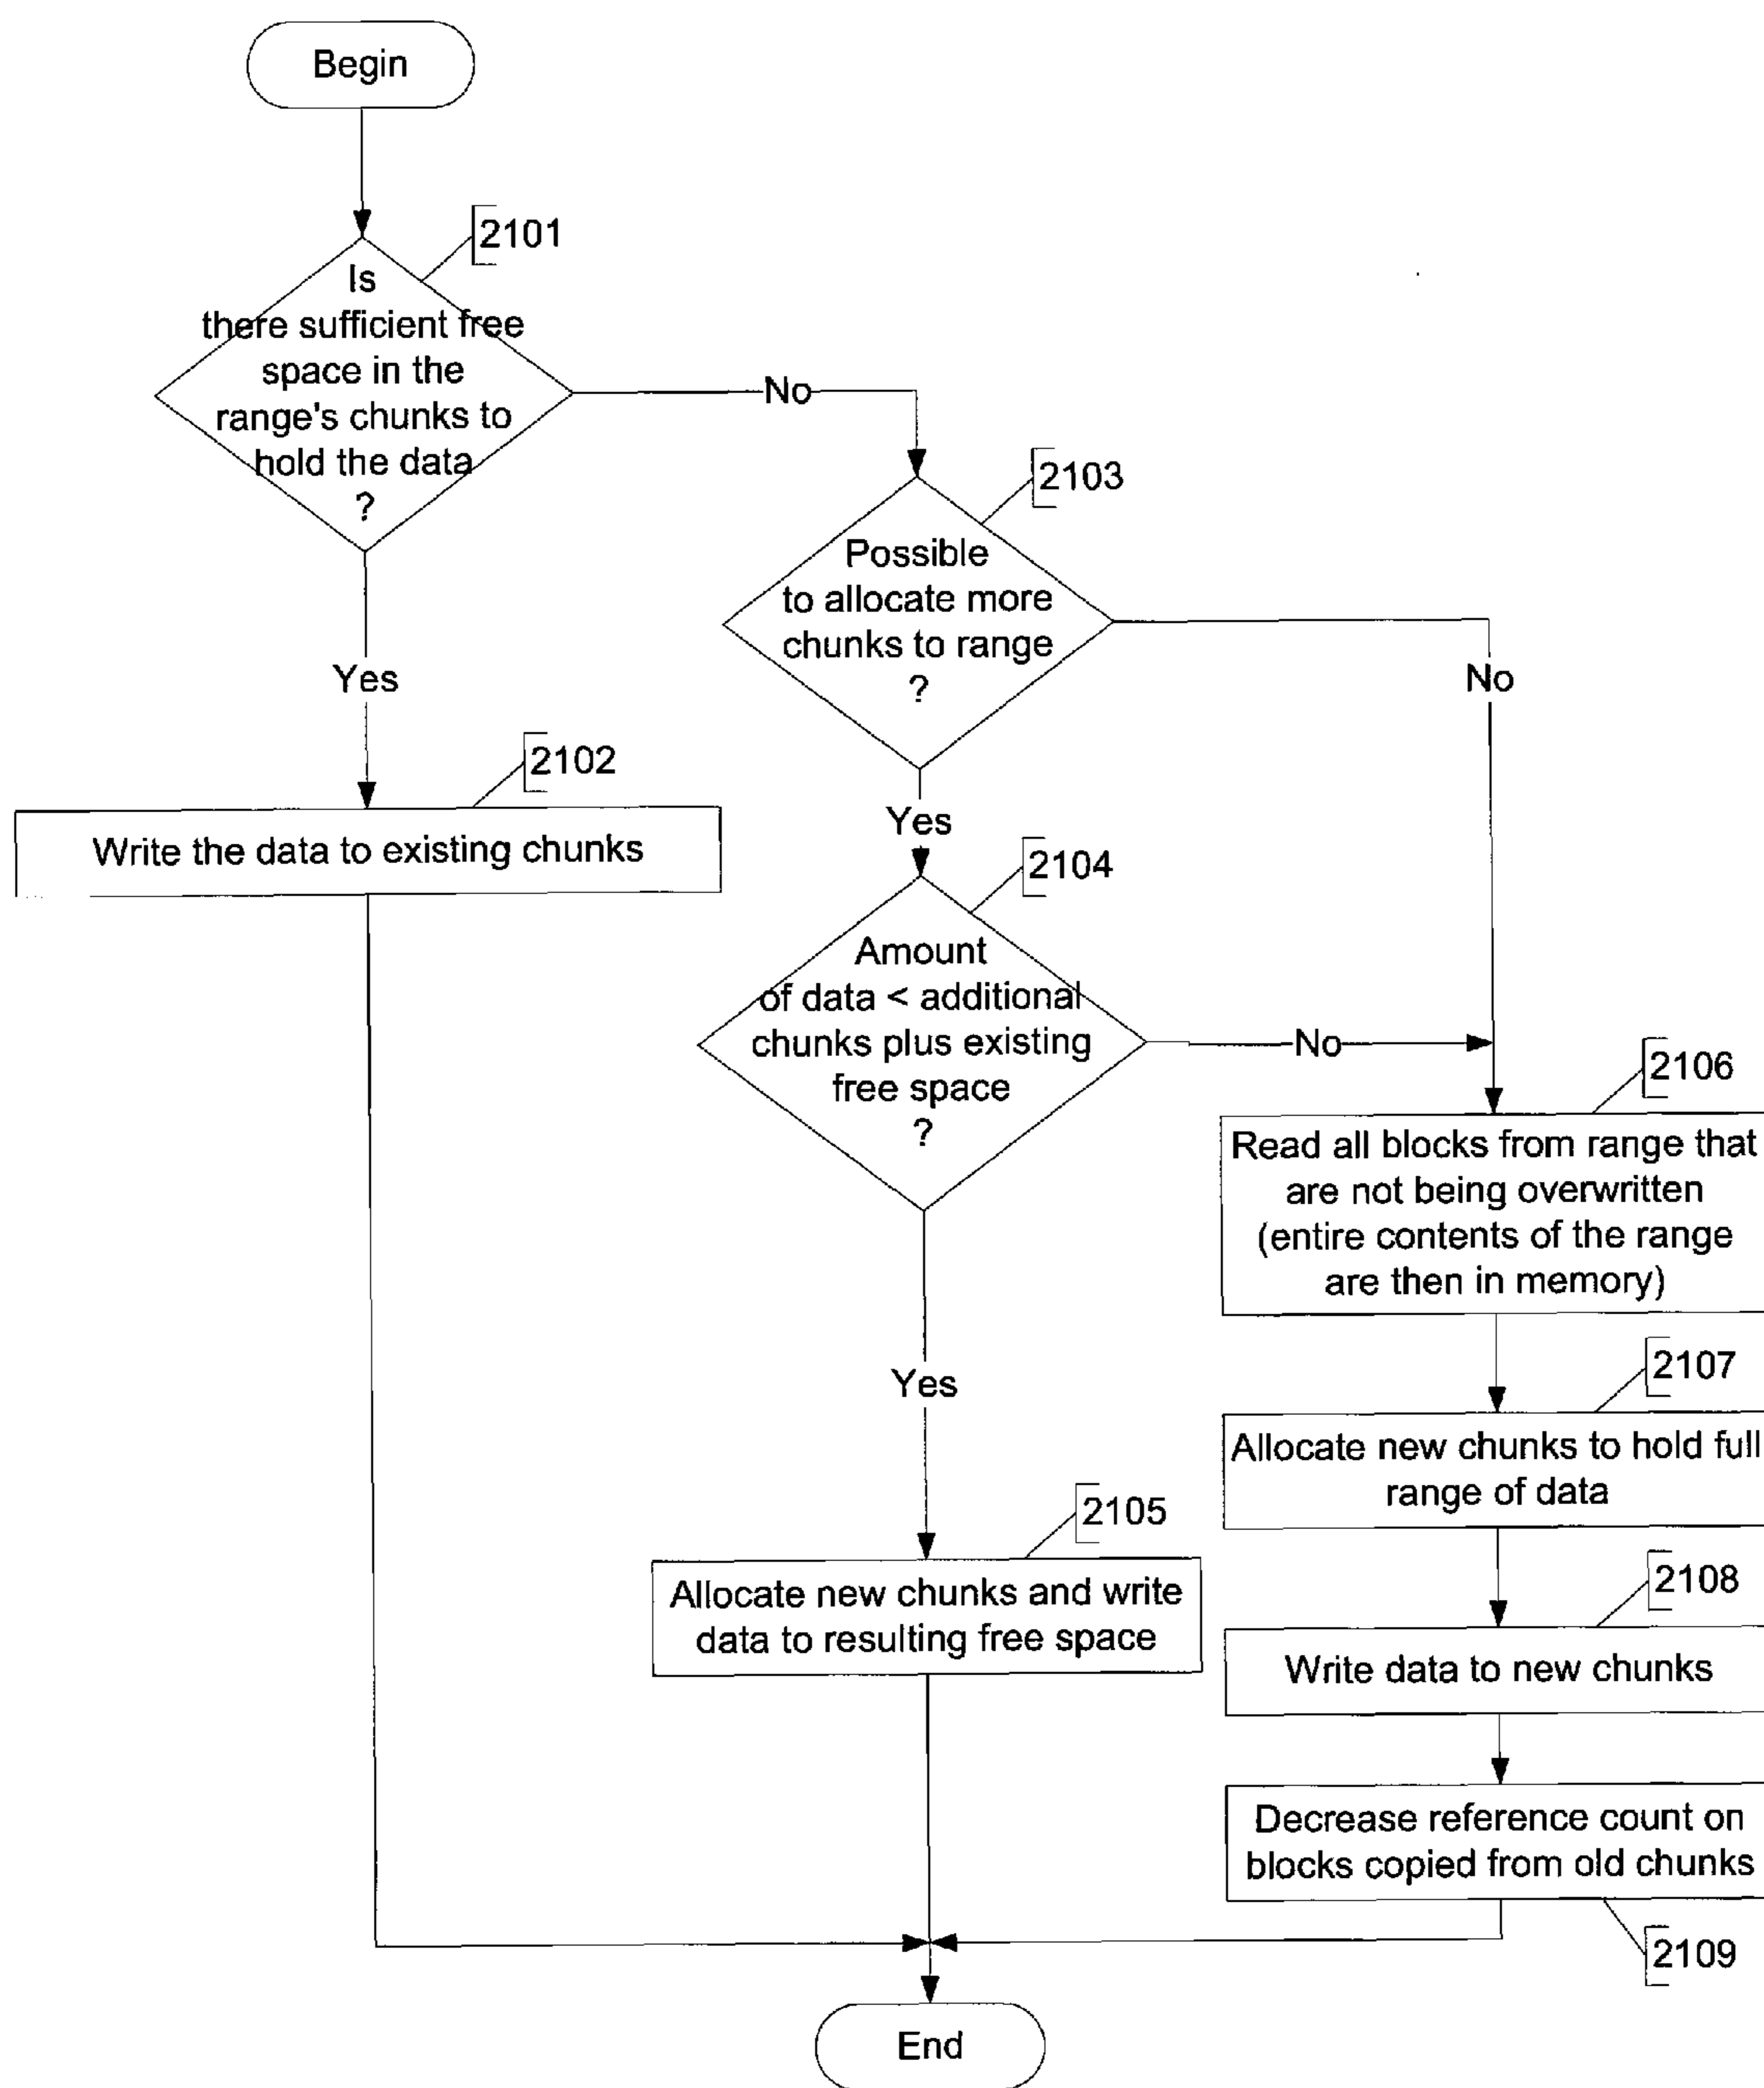 Begin
2101
Is
there sufficient free
space in the
range's chunks to
hold the data
?
No
2103
Possible
to allocate more
chunks to range
?
Yes
No
2102
Write the data to existing chunks
Yes
2104
Amount
of data < additional
chunks plus existing
free space
?
No
2106
Read all blocks from range that
are not being overwritten
(entire contents of the range
are then in memory)
2107
Yes
Allocate new chunks to hold full
range of data
2105
Allocate new chunks and write
data to resulting free space
2108
Write data to new chunks
Decrease reference count on
blocks copied from old chunks
2109
End